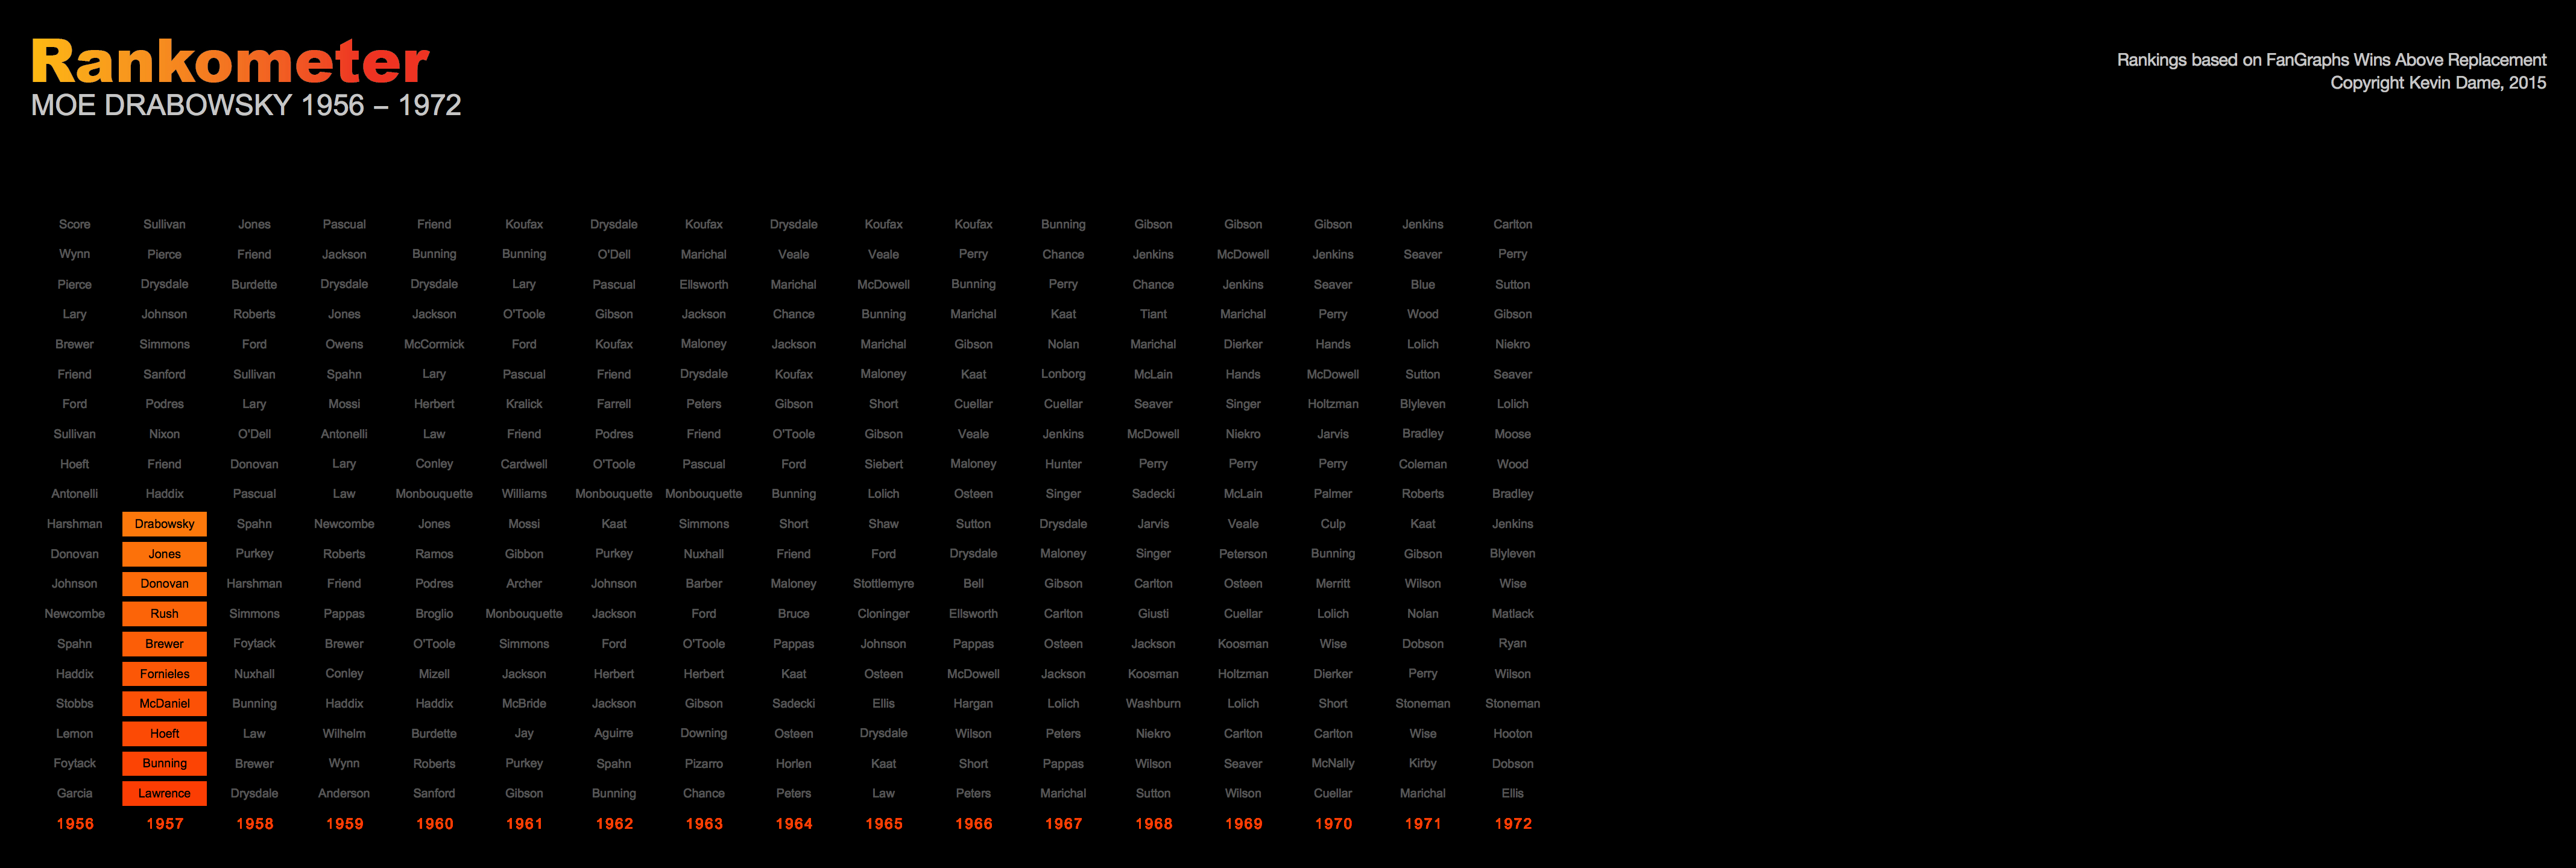 Rankometer
MOE DRABOWSKY 1956 – 1972
Rankings based on FanGraphs Wins Above Replacement
Copyright Kevin Dame, 2015
Score Sullivan Jones Pascual Friend Koufax Drysdale Koufax Drysdale Koufax Koufax Bunning Gibson Gibson Gibson Jenkins Carlton
Wynn Pierce Friend Jackson Bunning Bunning O'Dell Marichal Veale Veale Perry Chance Jenkins McDowell Jenkins Seaver Perry
Pierce Drysdale Burdette Drysdale Drysdale Lary Pascual Ellsworth Marichal McDowell Bunning Perry Chance Jenkins Seaver Blue Sutton
Lary Johnson Roberts Jones Jackson O'Toole Gibson Jackson Chance Bunning Marichal Kaat Tiant Marichal Perry Wood Gibson
Brewer Simmons Ford Owens McCormick Ford Koufax Maloney Jackson Marichal Gibson Nolan Marichal Dierker Hands Lolich Niekro
Friend Sanford Sullivan Spahn Lary Pascual Friend Drysdale Koufax Maloney Kaat Lonborg McLain Hands McDowell Sutton Seaver
Ford Podres Lary Mossi Herbert Kralick Farrell Peters Gibson Short Cuellar Cuellar Seaver Singer Holtzman Blyleven Lolich
Sullivan Nixon O'Dell Antonelli Law Friend Podres Friend O'Toole Gibson Veale Jenkins McDowell Niekro Jarvis Bradley Moose
Hoeft Friend Donovan Lary Conley Cardwell O'Toole Pascual Ford Siebert Maloney Hunter Perry Perry Perry Coleman Wood
Antonelli Haddix Pascual Law Monbouquette Williams Monbouquette Monbouquette Bunning Lolich Osteen Singer Sadecki McLain Palmer Roberts Bradley
Harshman Drabowsky Spahn Newcombe Jones Mossi Kaat Simmons Short Shaw Sutton Drysdale Jarvis Veale Culp Kaat Jenkins
Donovan Jones Purkey Roberts Ramos Gibbon Purkey Nuxhall Friend Ford Drysdale Maloney Singer Peterson Bunning Gibson Blyleven
Johnson Donovan Harshman Friend Podres Archer Johnson Barber Maloney Stottlemyre Bell Gibson Carlton Osteen Merritt Wilson Wise
Newcombe Rush Simmons Pappas Broglio Monbouquette Jackson Ford Bruce Cloninger Ellsworth Carlton Giusti Cuellar Lolich Nolan Matlack
Spahn Brewer Foytack Brewer O'Toole Simmons Ford O'Toole Pappas Johnson Pappas Osteen Jackson Koosman Wise Dobson Ryan
Haddix Fornieles Nuxhall Conley Mizell Jackson Herbert Herbert Kaat Osteen McDowell Jackson Koosman Holtzman Dierker Perry Wilson
Stobbs McDaniel Bunning Haddix Haddix McBride Jackson Gibson Sadecki Ellis Hargan Lolich Washburn Lolich Short Stoneman Stoneman
Lemon Hoeft Law Wilhelm Burdette Jay Aguirre Downing Osteen Drysdale Wilson Peters Niekro Carlton Carlton Wise Hooton
Foytack Bunning Brewer Wynn Roberts Purkey Spahn Pizarro Horlen Kaat Short Pappas Wilson Seaver McNally Kirby Dobson
Garcia Lawrence Drysdale Anderson Sanford Gibson Bunning Chance Peters Law Peters Marichal Sutton Wilson Cuellar Marichal Ellis
1956 1957 1958 1959 1960 1961 1962 1963 1964 1965 1966 1967 1968 1969 1970 1971 1972